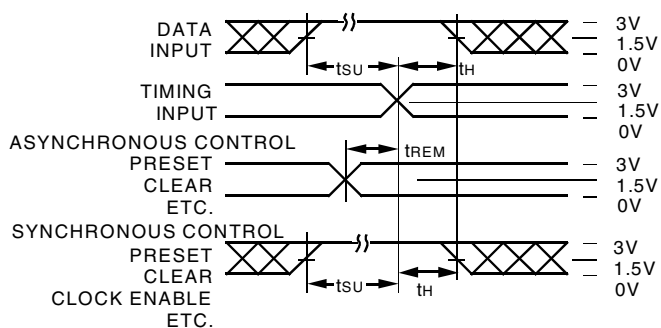 DATA
INPUT
3V
1.5V
0V
tSU
tH
TIMING
INPUT
3V
1.5V
0V
ASYNCHRONOUS CONTROL
PRESET
CLEAR
ETC.
tREM
3V
1.5V
0V
SYNCHRONOUS CONTROL
PRESET
CLEAR
CLOCK ENABLE
ETC.
tSU
tH
3V
1.5V
0V